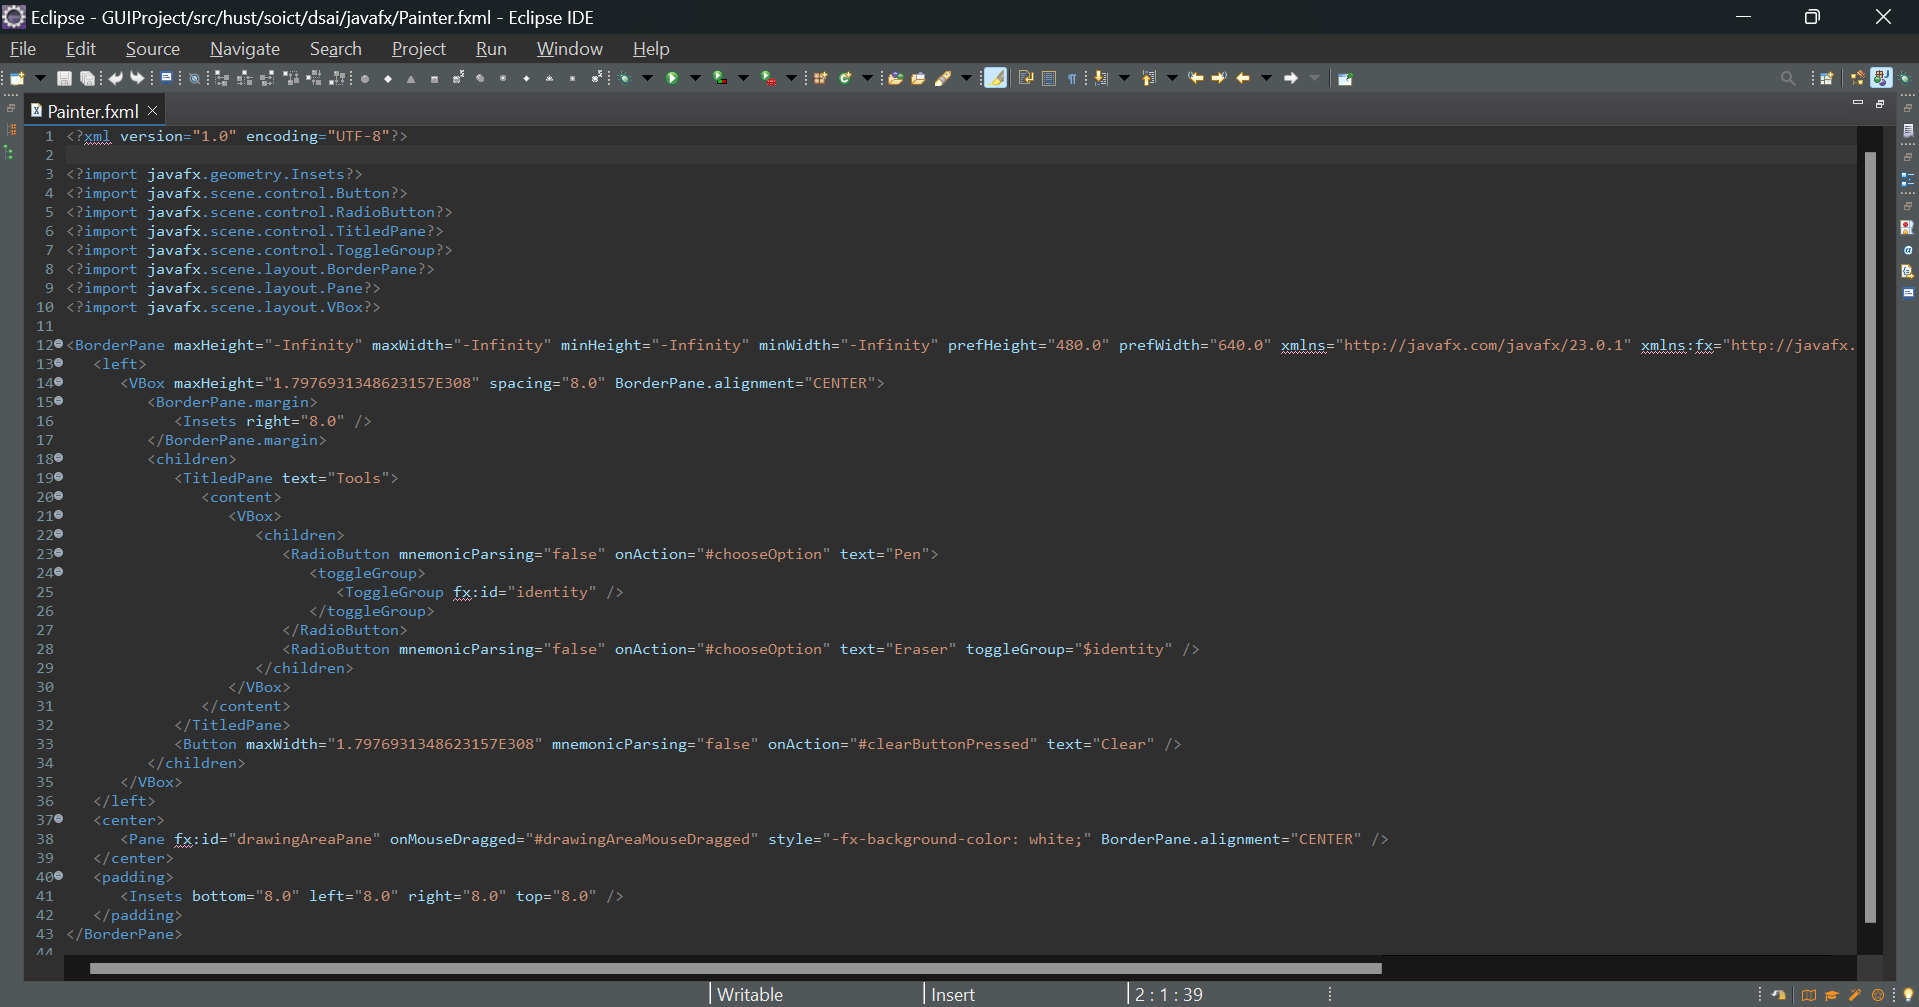 Eclipse - GUIProject/src/hust/soict/dsai/javafx/Painter.fxml - Eclipse IDE
File Edit Source Navigate Search Project Run Window Help
Painter.fxml
1 <?xml version="1.0" encoding="UTF-8"?>
2
3 <?import javafx.geometry.Insets?>
4 <?import javafx.scene.control.Button?>
5 <?import javafx.scene.control.RadioButton?>
6 <?import javafx.scene.control.TitledPane?>
7 <?import javafx.scene.control.ToggleGroup?>
8 <?import javafx.scene.layout.BorderPane?>
9 <?import javafx.scene.layout.Pane?>
10 <?import javafx.scene.layout.VBox?>
11
12 <BorderPane maxHeight="-Infinity" maxWidth="-Infinity" minHeight="-Infinity" minWidth="-Infinity" prefHeight="480.0" prefWidth="640.0" xmlns="http://javafx.com/javafx/23.0.1" xmlns:fx="http://javafx.
13 <left>
14 <VBox maxHeight="1.7976931348623157E308" spacing="8.0" BorderPane.alignment="CENTER">
15 <BorderPane.margin>
16 <Insets right="8.0" />
17 </BorderPane.margin>
18 <children>
19 <TitledPane text="Tools">
20 <content>
21 <VBox>
22 <children>
23 <RadioButton mnemonicParsing="false" onAction="#chooseOption" text="Pen">
24 <toggleGroup>
25 <ToggleGroup fx:id="identity" />
26 </toggleGroup>
27 </RadioButton>
28 <RadioButton mnemonicParsing="false" onAction="#chooseOption" text="Eraser" toggleGroup="$identity" />
29 </children>
30 </VBox>
31 </content>
32 </TitledPane>
33 <Button maxWidth="1.7976931348623157E308" mnemonicParsing="false" onAction="#clearButtonPressed" text="Clear" />
34 </children>
35 </VBox>
36 </left>
37 <center>
38 <Pane fx:id="drawingAreaPane" onMouseDragged="#drawingAreaMouseDragged" style="-fx-background-color: white;" BorderPane.alignment="CENTER" />
39 </center>
40 <padding>
41 <Insets bottom="8.0" left="8.0" right="8.0" top="8.0" />
42 </padding>
43 </BorderPane>
44
Writable Insert 2 : 1 : 39